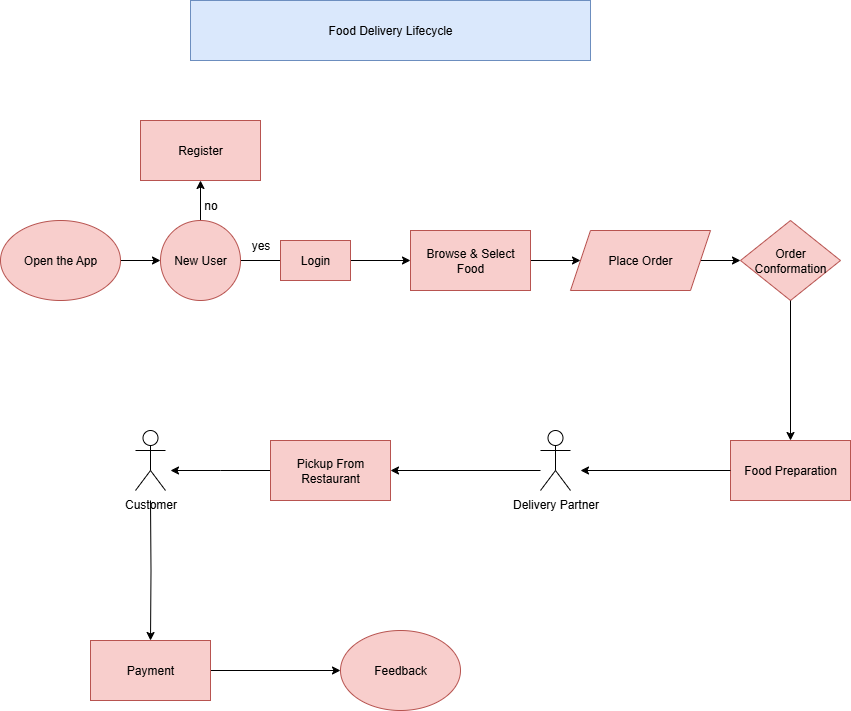 Food Delivery Lifecycle
Register
no
Open the App
New User
yes
Login
Browse & Select
Food
Place Order
Order
Conformation
Customer
Pickup From
Restaurant
Delivery Partner
Food Preparation
Payment
Feedback